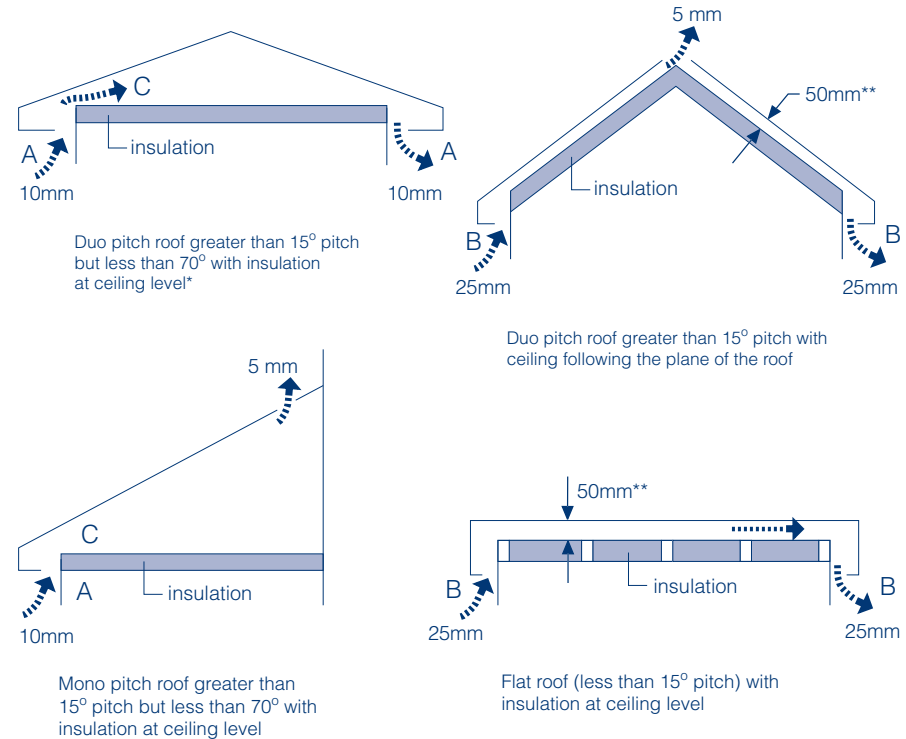 C
insulation
A
10mm
A
10mm
Duo pitch roof greater than 15° pitch
but less than 70° with insulation
at ceiling level*
5 mm
50mm**
insulation
B
25mm
B
25mm
Duo pitch roof greater than 15° pitch with
ceiling following the plane of the roof
5 mm
C
A
insulation
10mm
Mono pitch roof greater than
15° pitch but less than 70° with
insulation at ceiling level
50mm**
B
25mm
insulation
B
25mm
Flat roof (less than 15° pitch) with
insulation at ceiling level